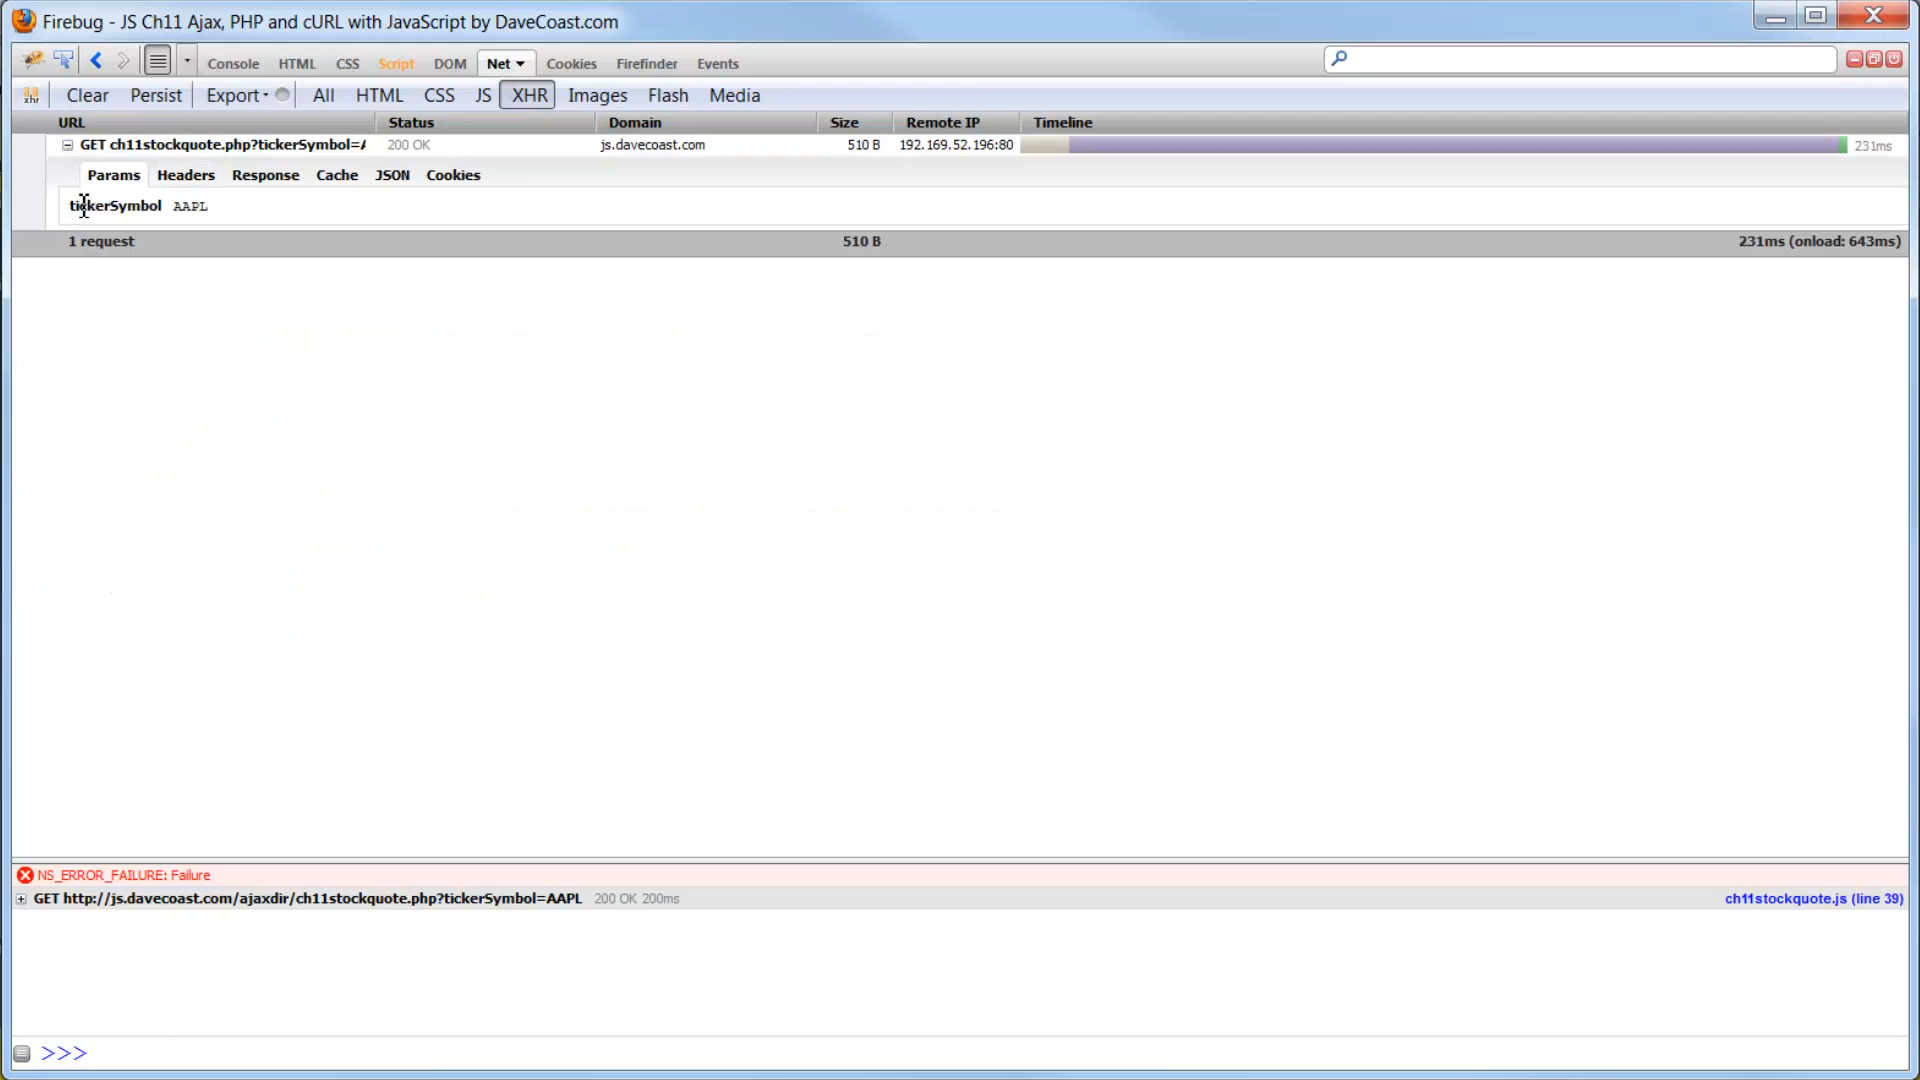 Firebug - JS Ch11 Ajax, PHP and cURL with JavaScript by DaveCoast.com
Console HTML CSS Script DOM Net Cookies Firefinder Events
xhr Clear Persist Export All HTML CSS JS XHR Images Flash Media
URL Status Domain Size Remote IP Timeline
GET ch11stockquote.php?tickerSymbol=A 200 OK js.davecoast.com 510 B 192.169.52.196:80 231ms
Params Headers Response Cache JSON Cookies
tickerSymbol AAPL
1 request 510 B 231ms (onload: 643ms)
NS_ERROR_FAILURE: Failure
GET http://js.davecoast.com/ajaxdir/ch11stockquote.php?tickerSymbol=AAPL 200 OK 200ms ch11stockquote.js (line 39)
>>>